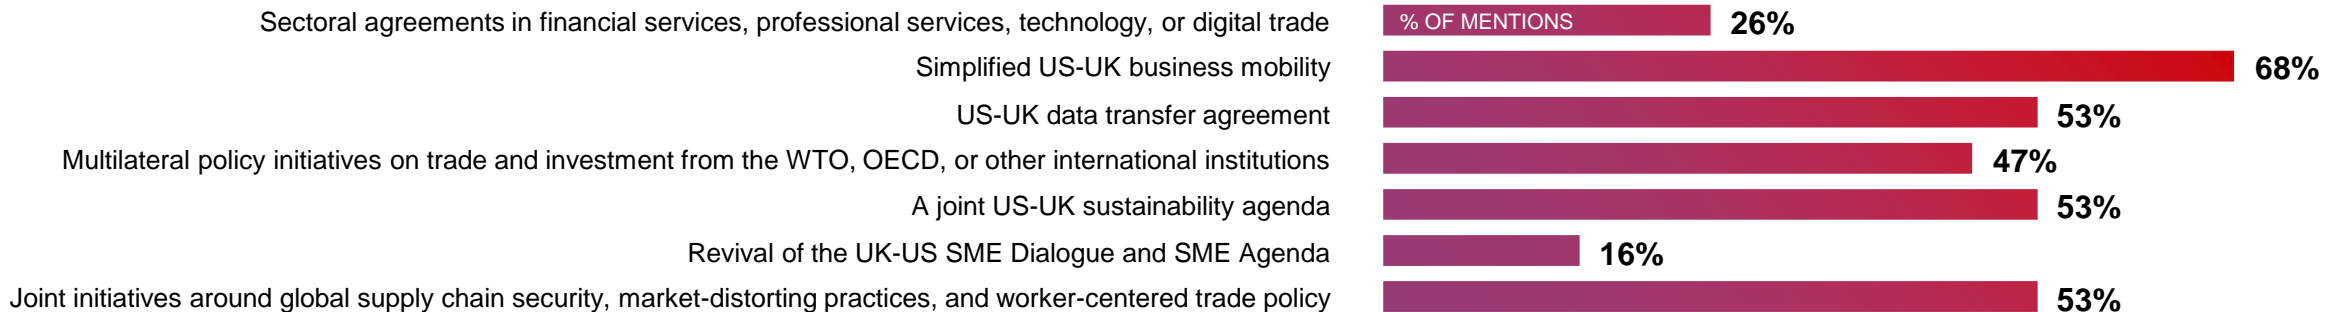 Sectoral agreements in financial services, professional services, technology, or digital trade % OF MENTIONS 26%
Simplified US-UK business mobility 68%
US-UK data transfer agreement 53%
Multilateral policy initiatives on trade and investment from the WTO, OECD, or other international institutions 47%
A joint US-UK sustainability agenda 53%
Revival of the UK-US SME Dialogue and SME Agenda 16%
Joint initiatives around global supply chain security, market-distorting practices, and worker-centered trade policy 53%